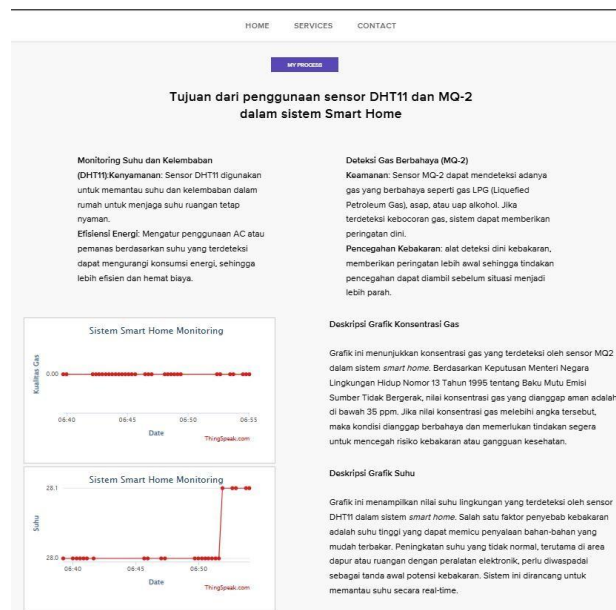 HOME SERVICES CONTACT
MY PROCESS
Tujuan dari penggunaan sensor DHT11 dan MQ-2
dalam sistem Smart Home
Monitoring Suhu dan Kelembaban
(DHT11):Kenyamanan: Sensor DHT11 digunakan
untuk memantau suhu dan kelembaban dalam
rumah untuk menjaga suhu ruangan tetap
nyaman.
Efisiensi Energi: Mengatur penggunaan AC atau
pemanas berdasarkan suhu yang terdeteksi
dapat mengurangi konsumsi energi, sehingga
lebih efisien dan hemat biaya.
Deteksi Gas Berbahaya (MQ-2)
Keamanan: Sensor MQ-2 dapat mendeteksi adanya
gas yang berbahaya seperti gas LPG (Liquefied
Petroleum Gas), asap, atau uap alkohol. Jika
terdeteksi kebocoran gas, sistem dapat memberikan
peringatan dini.
Pencegahan Kebakaran: alat deteksi dini kebakaran,
memberikan peringatan lebih awal sehingga tindakan
pencegahan dapat diambil sebelum situasi menjadi
lebih parah.
Sistem Smart Home Monitoring
Kualitas Gas
0.00
06:40 06:45 06:50 06:55
Date
ThingSpeak.com
Deskripsi Grafik Konsentrasi Gas
Grafik ini menunjukkan konsentrasi gas yang terdeteksi oleh sensor MQ2
dalam sistem smart home. Berdasarkan Keputusan Menteri Negara
Lingkungan Hidup Nomor 13 Tahun 1995 tentang Baku Mutu Emisi
Sumber Tidak Bergerak, nilai konsentrasi gas yang dianggap aman adalah
di bawah 35 ppm. Jika nilai konsentrasi gas melebihi angka tersebut,
maka kondisi dianggap berbahaya dan memerlukan tindakan segera
untuk mencegah risiko kebakaran atau gangguan kesehatan.
Sistem Smart Home Monitoring
28.1
Suhu
28.0
06:40 06:45 06:50
Date
ThingSpeak.com
Deskripsi Grafik Suhu
Grafik ini menampilkan nilai suhu lingkungan yang terdeteksi oleh sensor
DHT11 dalam sistem smart home. Salah satu faktor penyebab kebakaran
adalah suhu tinggi yang dapat memicu penyalaan bahan-bahan yang
mudah terbakar. Peningkatan suhu yang tidak normal, terutama di area
dapur atau ruangan dengan peralatan elektronik, perlu diwaspadai
sebagai tanda awal potensi kebakaran. Sistem ini dirancang untuk
memantau suhu secara real-time.